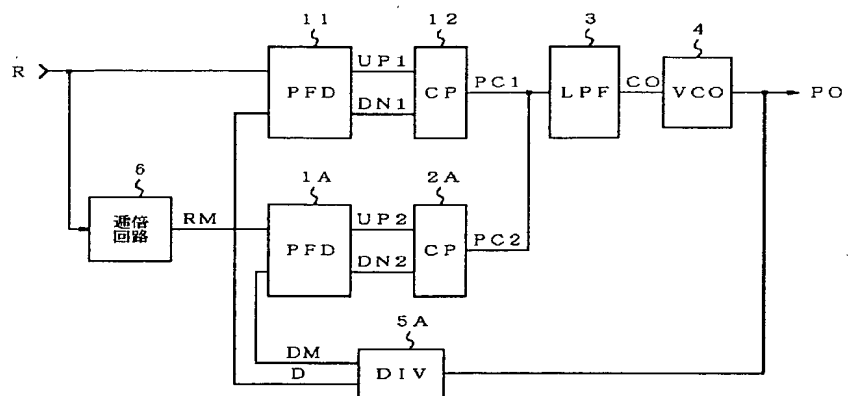 11
12
3
4
R
PFD
UP1
DN1
CP
PC1
LPF
CO
VCO
PO
6
1A
2A
逓倍
回路
RM
PFD
UP2
DN2
CP
PC2
5A
DM
D
DIV